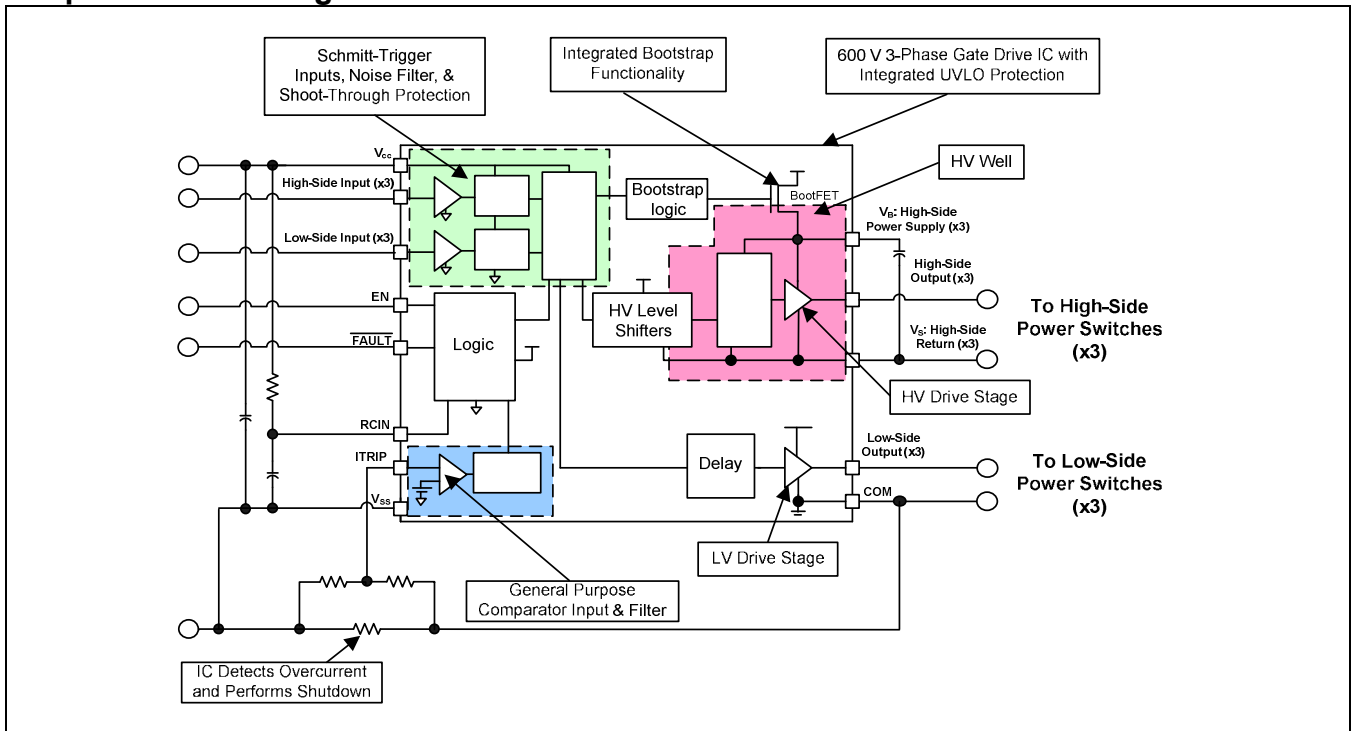 Schmitt-Trigger
Inputs, Noise Filter, &
Shoot-Through Protection
Integrated Bootstrap
Functionality
600 V 3-Phase Gate Drive IC with
Integrated UVLO Protection
HV Well
Vcc
High-Side Input (x3)
Low-Side Input (x3)
EN
FAULT
RCIN
ITRIP
VSS
Bootstrap
logic
BootFET
Logic
HV Level
Shifters
VB: High-Side
Power Supply (x3)
High-Side
Output (x3)
VS: High-Side
Return (x3)
To High-Side
Power Switches
(x3)
HV Drive Stage
Delay
Low-Side
Output (x3)
COM
To Low-Side
Power Switches
(x3)
LV Drive Stage
General Purpose
Comparator Input & Filter
IC Detects Overcurrent
and Performs Shutdown